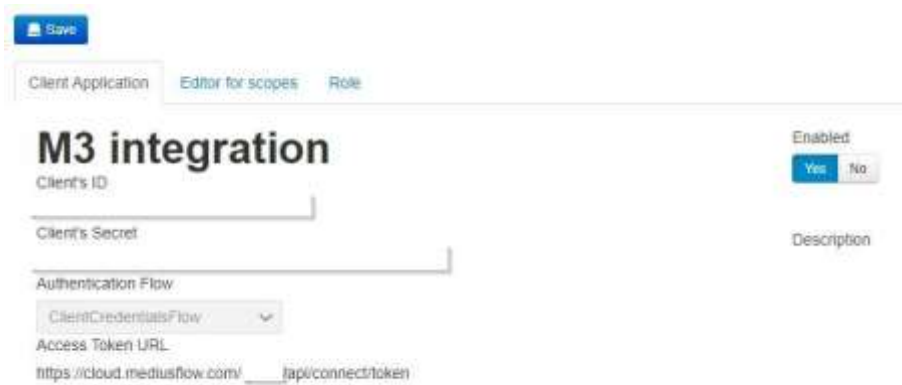 Save
Client Application Editor for scopes Role
M3 integration
Enabled
Client's ID
Yes No
Client's Secret
Description
Authentication Flow
ClientCredentialsFlow
Access Token URL
https://cloud.mediusflow.com/ ____/api/connect/token